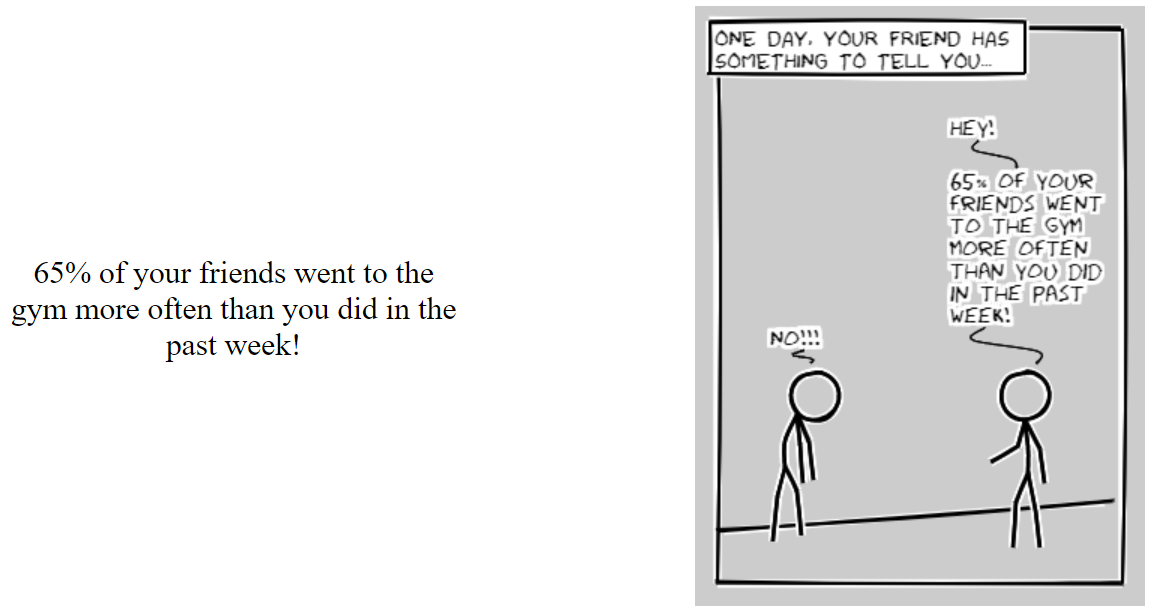 65% of your friends went to the
gym more often than you did in the
past week!
ONE DAY, YOUR FRIEND HAS
SOMETHING TO TELL YOU...
HEY!
65% OF YOUR
FRIENDS WENT
TO THE GYM
MORE OFTEN
THAN YOU DID
IN THE PAST
WEEK!
NO!!!